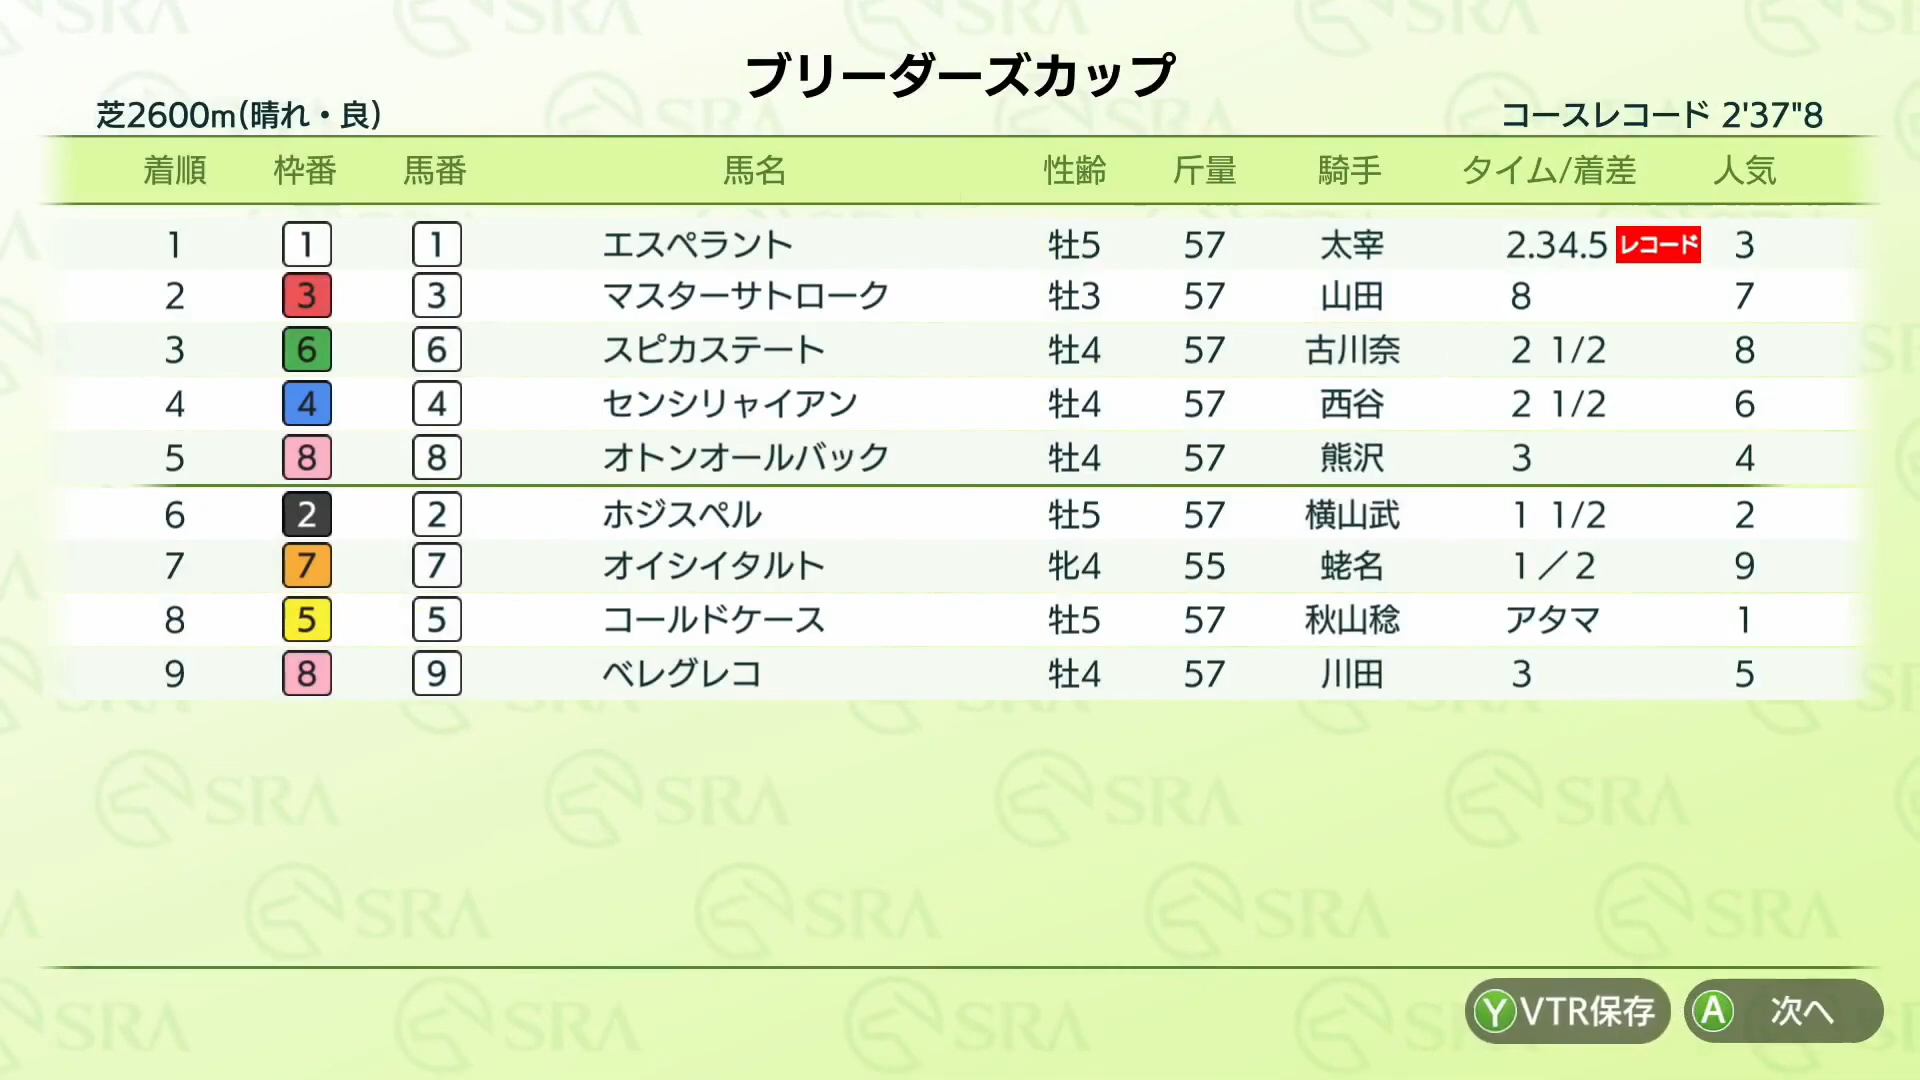 ブリーダーズカップ
芝2600m(晴れ・良) コースレコード 2'37"8
着順 枠番 馬番 馬名 性齢 斤量 騎手 タイム/着差 人気
1 1 1 エスペラント 牡5 57 太宰 2.34.5 レコード 3
2 3 3 マスターサトローク 牡3 57 山田 8 7
3 6 6 スピカステート 牡4 57 古川奈 2 1/2 8
4 4 4 センシリャイアン 牡4 57 西谷 2 1/2 6
5 8 8 オトンオールバック 牡4 57 熊沢 3 4
6 2 2 ホジスペル 牡5 57 横山武 1 1/2 2
7 7 7 オイシイタルト 牝4 55 蛯名 1／2 9
8 5 5 コールドケース 牡5 57 秋山稔 アタマ 1
9 8 9 ベレグレコ 牡4 57 川田 3 5
SRA SRA SRA SRA
SRA SRA SRA SRA
SRA SRA SRA
Y VTR保存 A 次へ